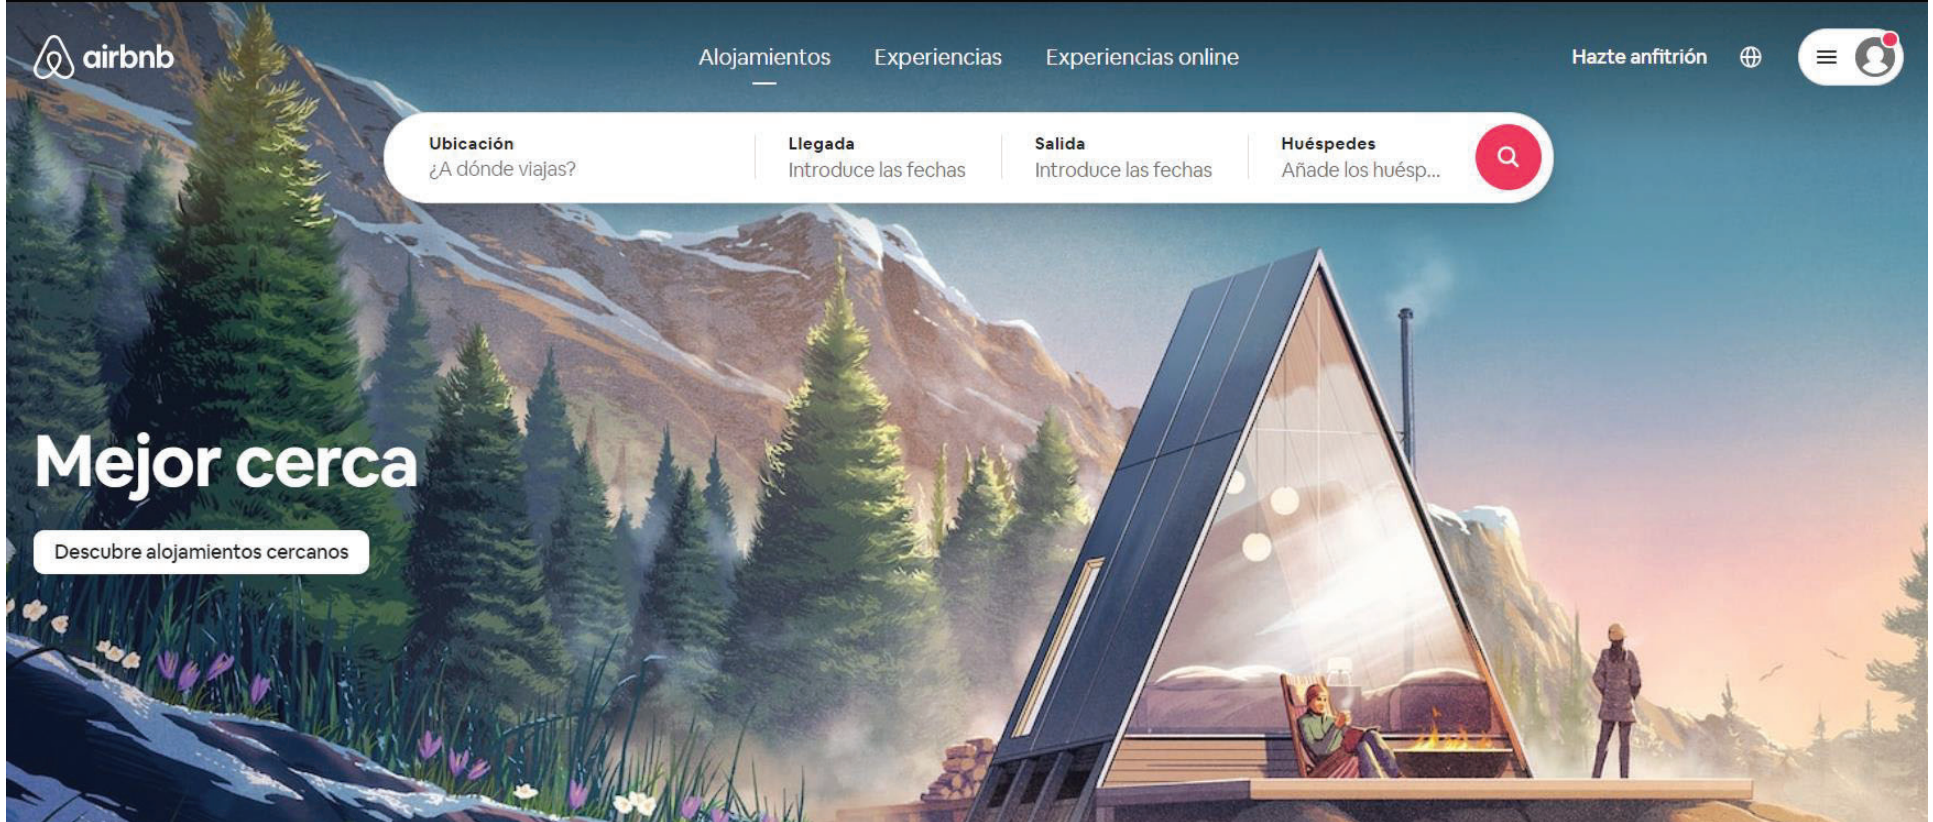 airbnb
Alojamientos Experiencias Experiencias online
Hazte anfitrión
Ubicación
¿A dónde viajas?
Llegada
Introduce las fechas
Salida
Introduce las fechas
Huéspedes
Añade los huésp...
Mejor cerca
Descubre alojamientos cercanos